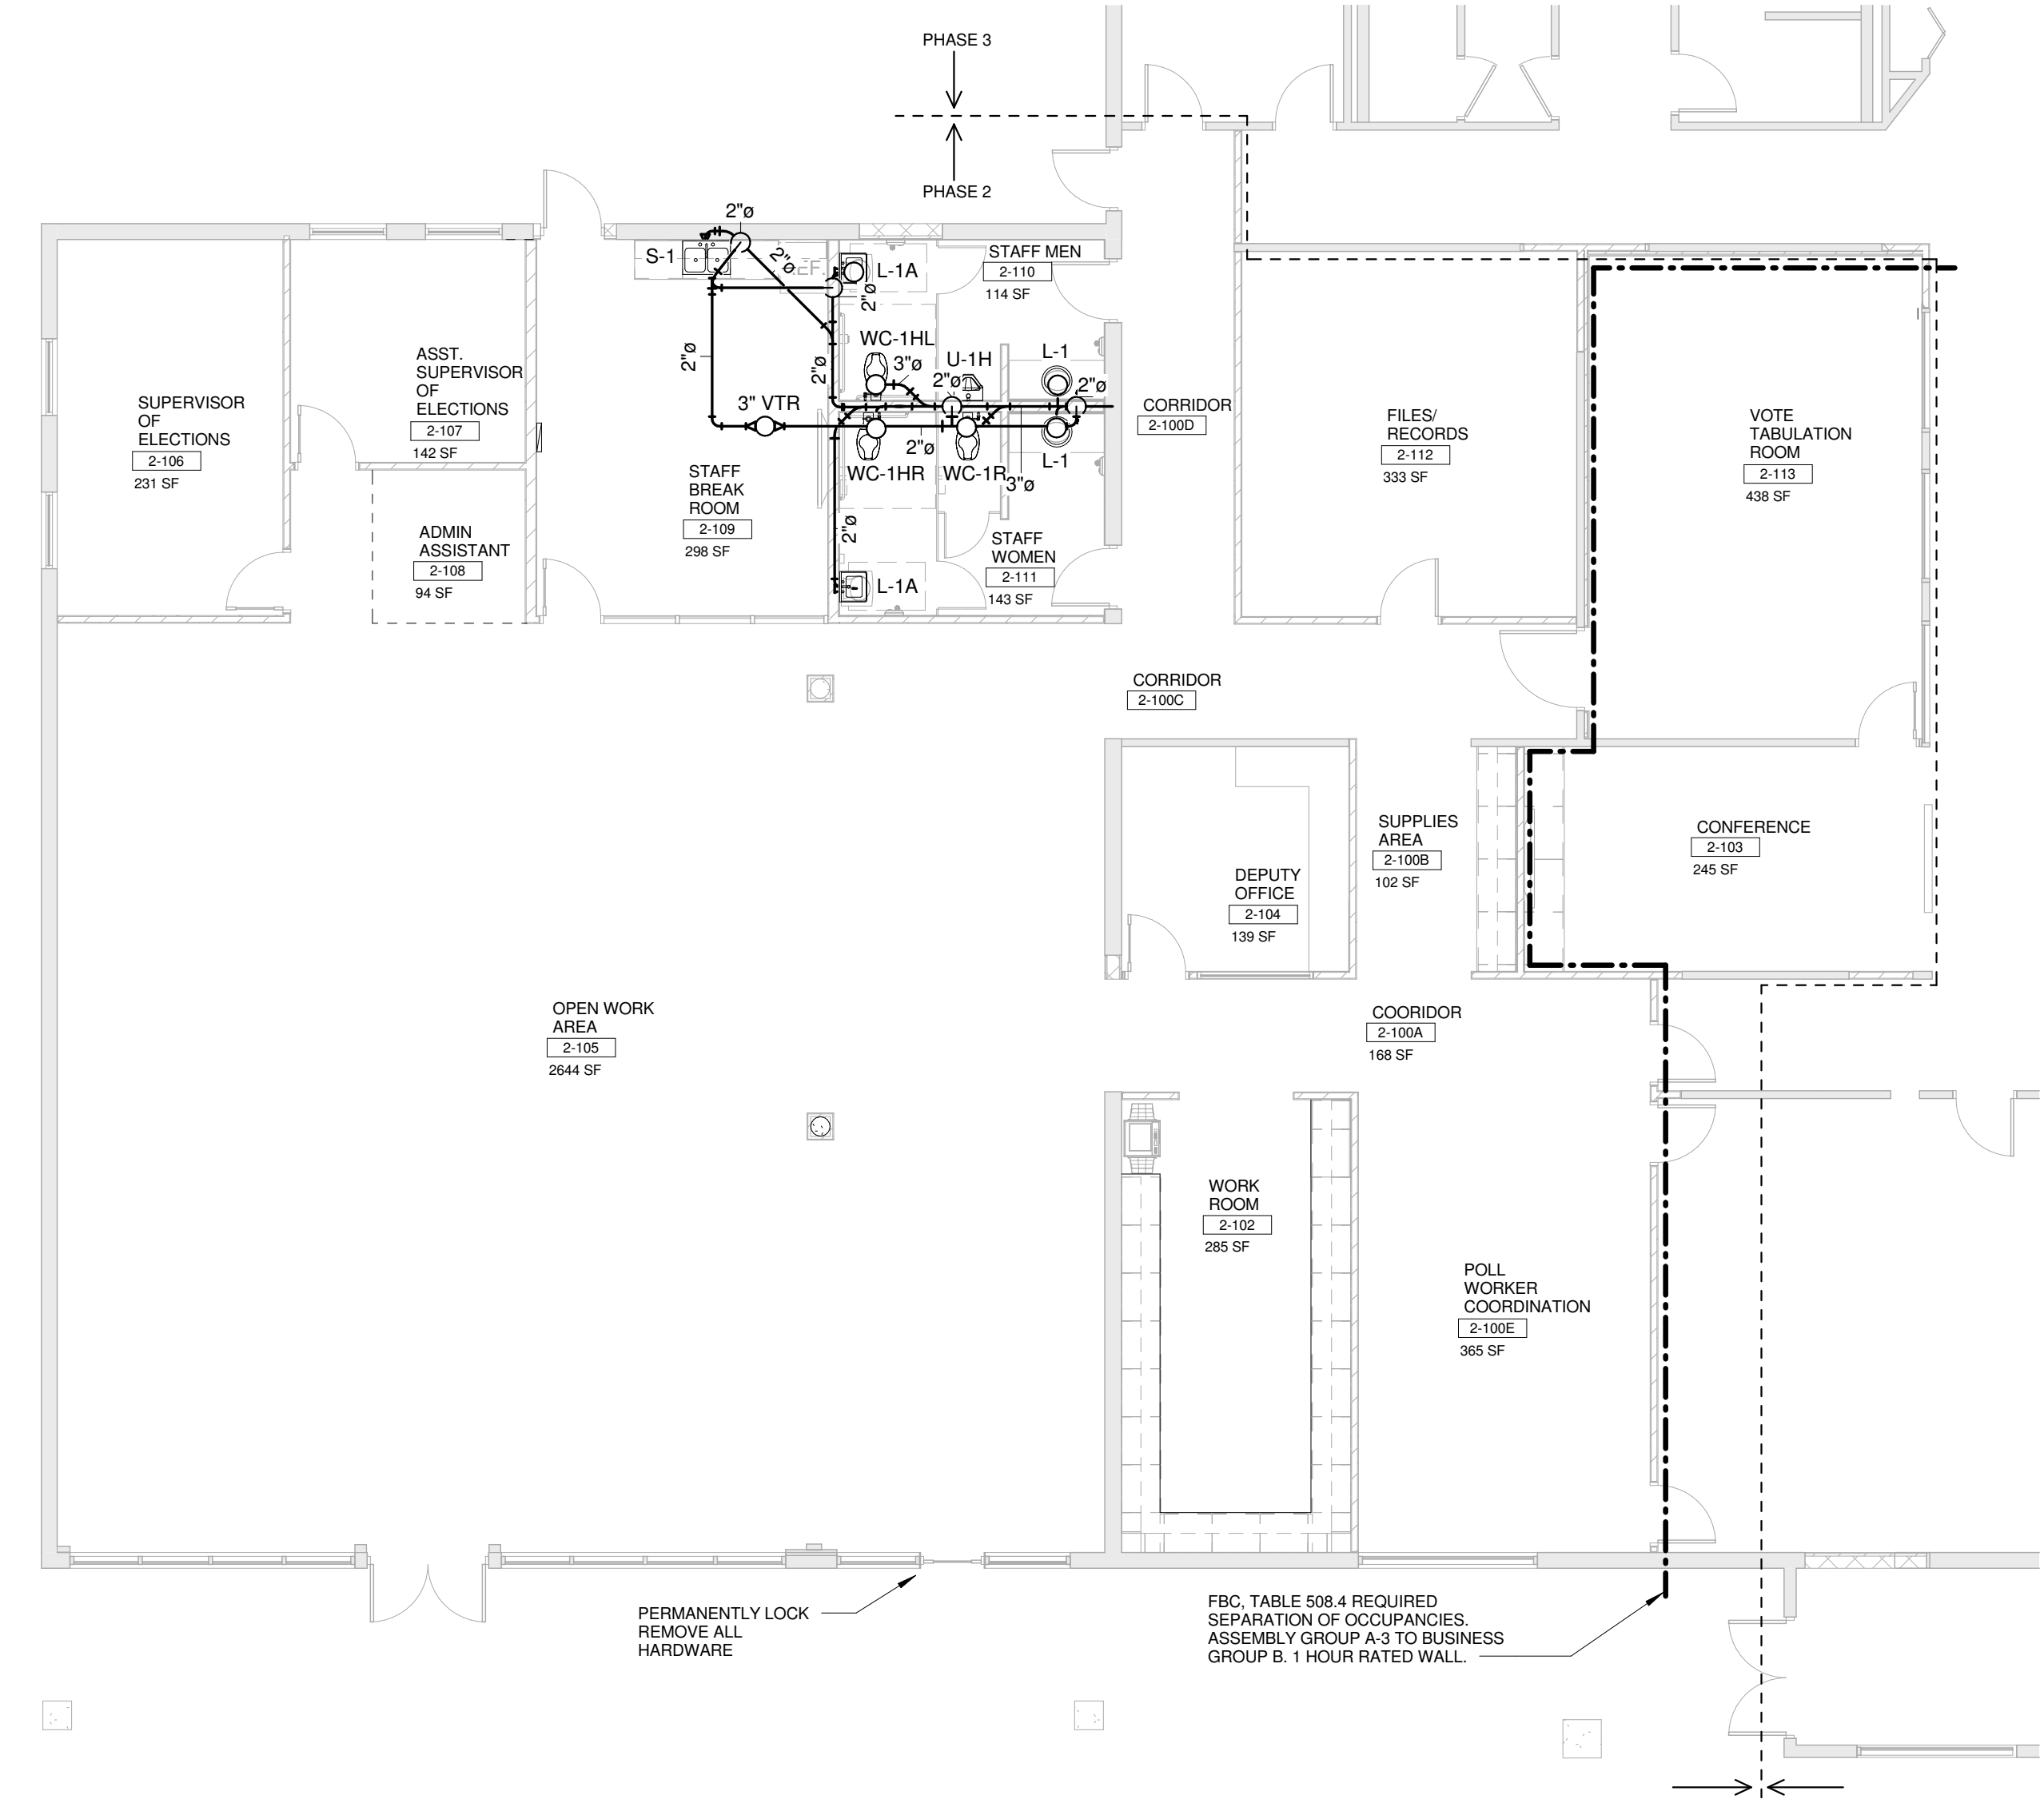 PHASE 3
PHASE 2
2"ø
S-1
2"ø
REF.
L-1A
2"ø
STAFF MEN
2-110
114 SF
WC-1HL
3"ø
U-1H
L-1
2"ø
2"ø
2"ø
2"ø
3" VTR
2"ø
WC-1HR
WC-1R
3"ø
L-1
2"ø
L-1A
STAFF
WOMEN
2-111
143 SF
SUPERVISOR
OF
ELECTIONS
2-106
231 SF
ASST.
SUPERVISOR
OF
ELECTIONS
2-107
142 SF
ADMIN
ASSISTANT
2-108
94 SF
STAFF
BREAK
ROOM
2-109
298 SF
CORRIDOR
2-100D
FILES/
RECORDS
2-112
333 SF
VOTE
TABULATION
ROOM
2-113
438 SF
CORRIDOR
2-100C
DEPUTY
OFFICE
2-104
139 SF
SUPPLIES
AREA
2-100B
102 SF
CONFERENCE
2-103
245 SF
OPEN WORK
AREA
2-105
2644 SF
COORIDOR
2-100A
168 SF
WORK
ROOM
2-102
285 SF
POLL
WORKER
COORDINATION
2-100E
365 SF
PERMANENTLY LOCK
REMOVE ALL
HARDWARE
FBC, TABLE 508.4 REQUIRED
SEPARATION OF OCCUPANCIES.
ASSEMBLY GROUP A-3 TO BUSINESS
GROUP B. 1 HOUR RATED WALL.